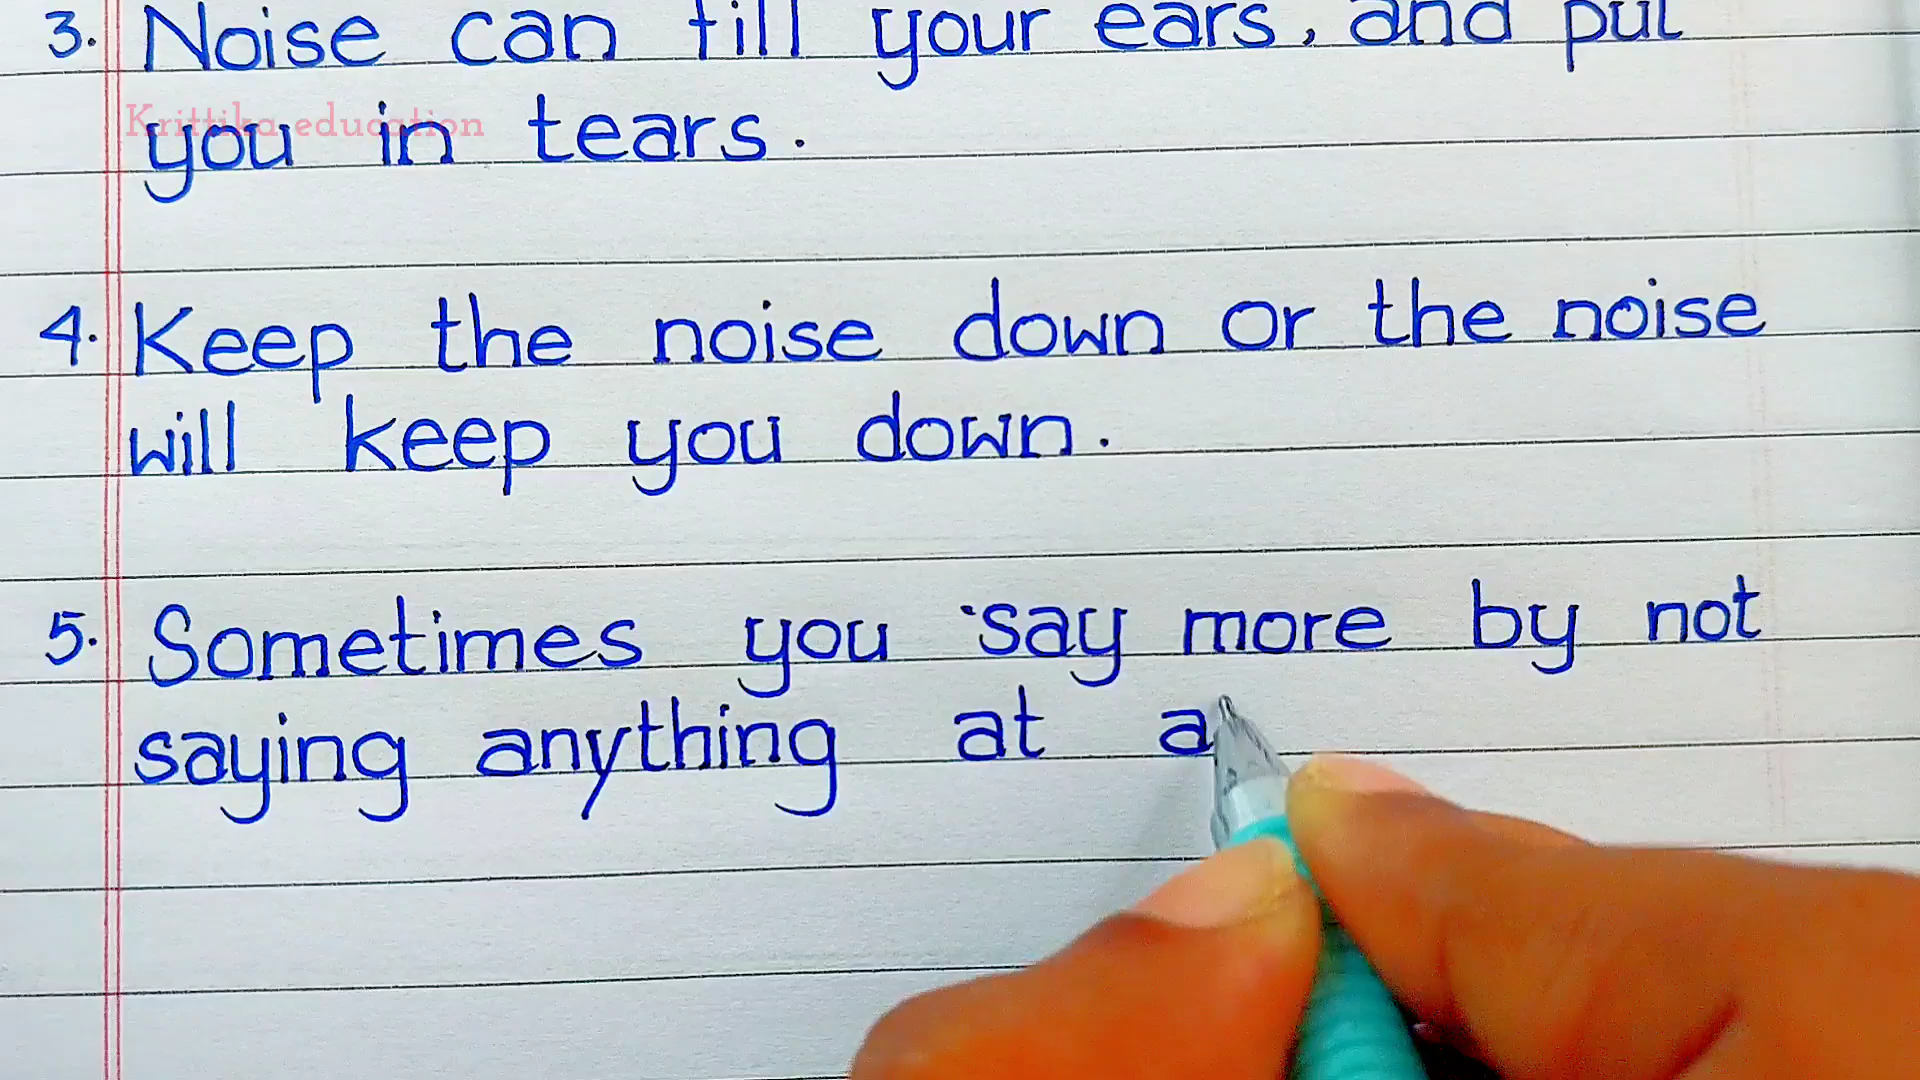 3. Noise can fill your ears, and put
Krittika education
you in tears.
4. Keep the noise down or the noise
will keep you down.
5. Sometimes you say more by not
saying anything at a